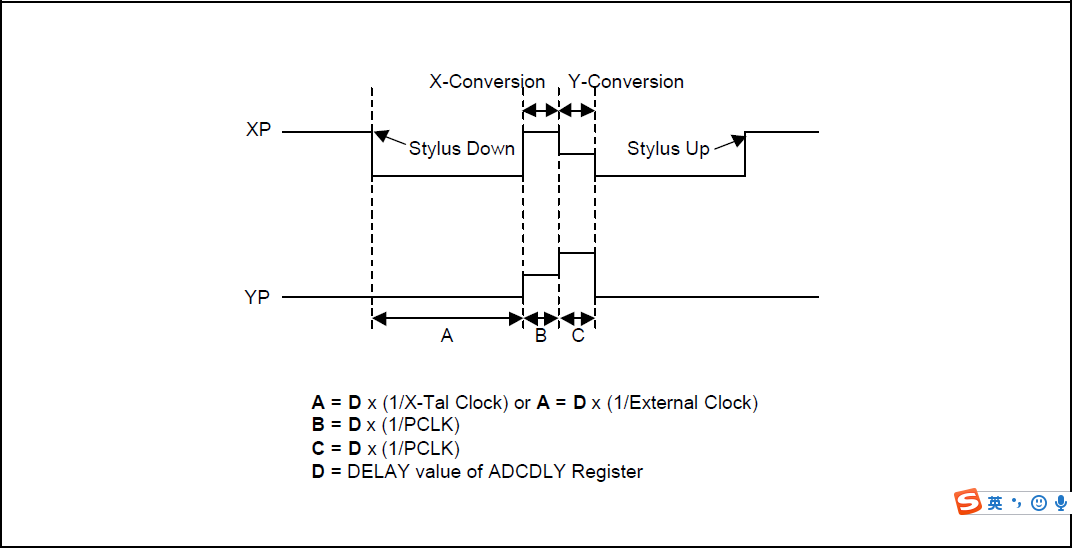 X-Conversion Y-Conversion
XP
Stylus Down
Stylus Up
YP
A
B
C
A = D x (1/X-Tal Clock) or A = D x (1/External Clock)
B = D x (1/PCLK)
C = D x (1/PCLK)
D = DELAY value of ADCDLY Register
S 英